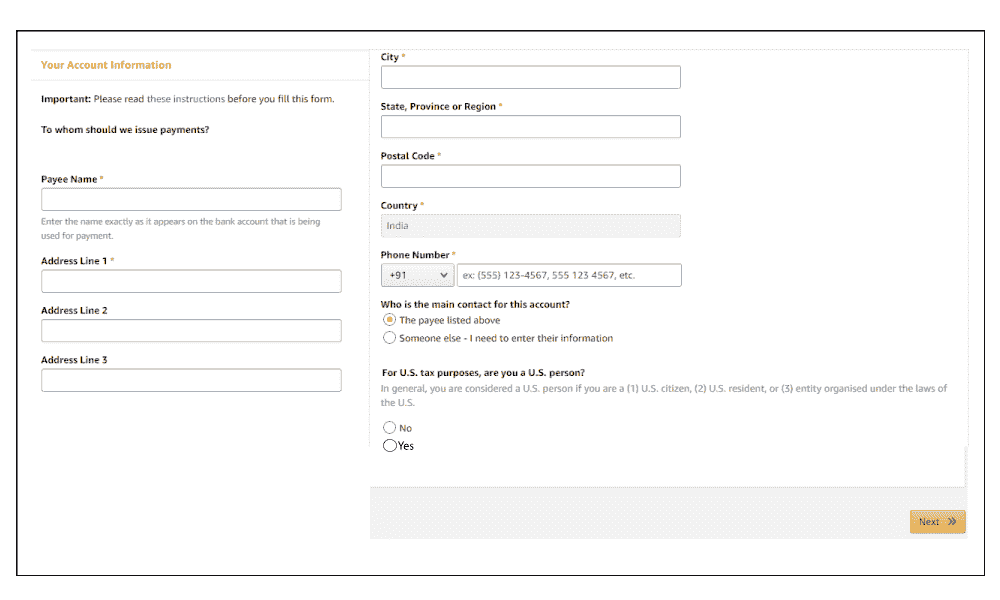 Your Account Information
Important: Please read these instructions before you fill this form.
To whom should we issue payments?
Payee Name *
Enter the name exactly as it appears on the bank account that is being
used for payment.
Address Line 1 *
Address Line 2
Address Line 3
City *
State, Province or Region *
Postal Code *
Country *
India
Phone Number *
+91 ex: (555) 123-4567, 555 123 4567, etc.
Who is the main contact for this account?
The payee listed above
Someone else - I need to enter their information
For U.S. tax purposes, are you a U.S. person?
In general, you are considered a U.S. person if you are a (1) U.S. citizen, (2) U.S. resident, or (3) entity organised under the laws of
the U.S.
No
Yes
Next »